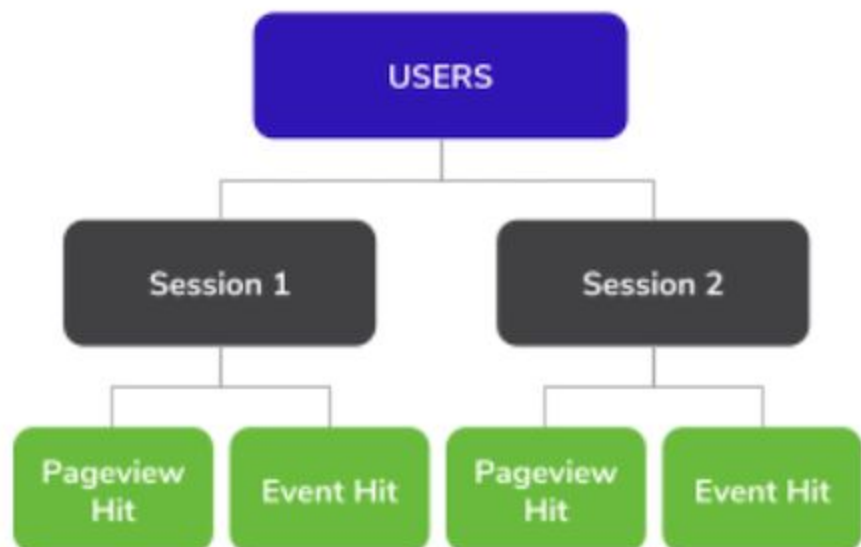 USERS
Session 1
Session 2
Pageview
Hit
Event Hit
Pageview
Hit
Event Hit